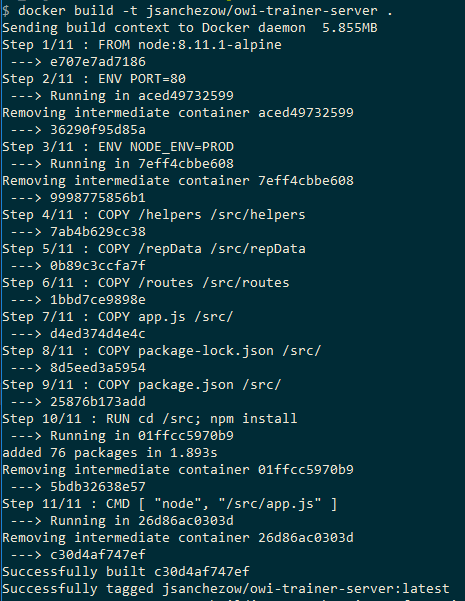 $ docker build -t jsanchezow/owi-trainer-server .
Sending build context to Docker daemon  5.855MB
Step 1/11 : FROM node:8.11.1-alpine
 ---> e707e7ad7186
Step 2/11 : ENV PORT=80
 ---> Running in aced49732599
Removing intermediate container aced49732599
 ---> 36290f95d85a
Step 3/11 : ENV NODE_ENV=PROD
 ---> Running in 7eff4cbbe608
Removing intermediate container 7eff4cbbe608
 ---> 9998775856b1
Step 4/11 : COPY /helpers /src/helpers
 ---> 7ab4b629cc38
Step 5/11 : COPY /repData /src/repData
 ---> 0b89c3ccfa7f
Step 6/11 : COPY /routes /src/routes
 ---> 1bbd7ce9898e
Step 7/11 : COPY app.js /src/
 ---> d4ed374d4e4c
Step 8/11 : COPY package-lock.json /src/
 ---> 8d5eed3a5954
Step 9/11 : COPY package.json /src/
 ---> 25876b173add
Step 10/11 : RUN cd /src; npm install
 ---> Running in 01ffcc5970b9
added 76 packages in 1.893s
Removing intermediate container 01ffcc5970b9
 ---> 5bdb32638e57
Step 11/11 : CMD [ "node", "/src/app.js" ]
 ---> Running in 26d86ac0303d
Removing intermediate container 26d86ac0303d
 ---> c30d4af747ef
Successfully built c30d4af747ef
Successfully tagged jsanchezow/owi-trainer-server:latest